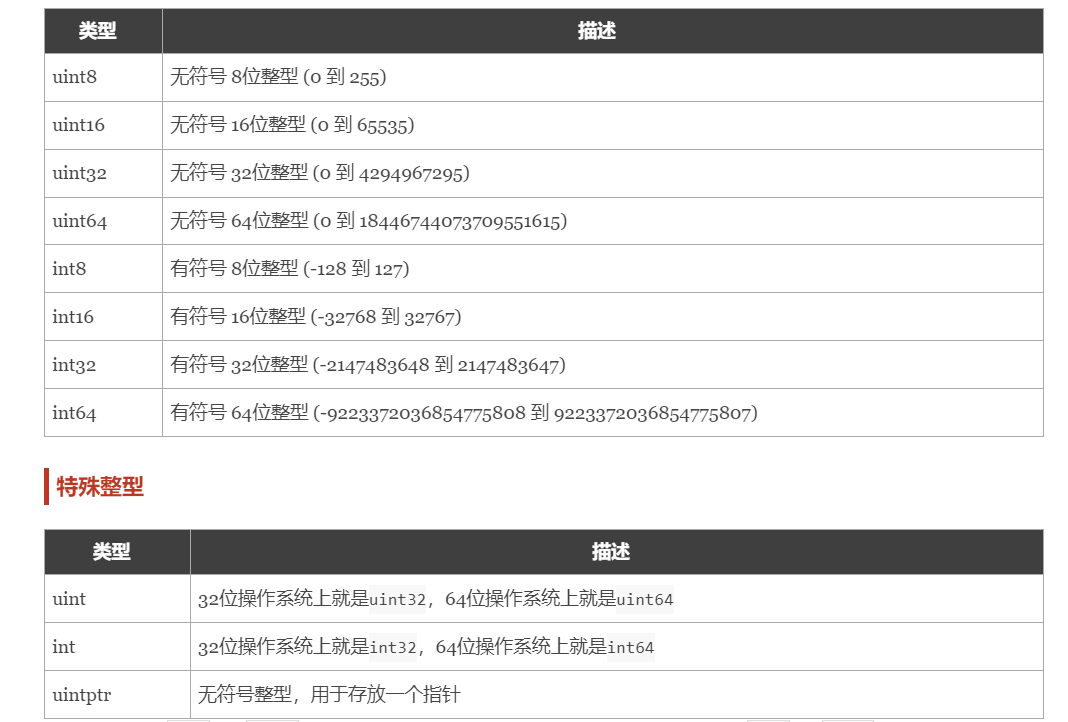 类型 描述
uint8 无符号 8位整型 (0 到 255)
uint16 无符号 16位整型 (0 到 65535)
uint32 无符号 32位整型 (0 到 4294967295)
uint64 无符号 64位整型 (0 到 18446744073709551615)
int8 有符号 8位整型 (-128 到 127)
int16 有符号 16位整型 (-32768 到 32767)
int32 有符号 32位整型 (-2147483648 到 2147483647)
int64 有符号 64位整型 (-9223372036854775808 到 9223372036854775807)
特殊整型
类型 描述
uint 32位操作系统上就是uint32，64位操作系统上就是uint64
int 32位操作系统上就是int32，64位操作系统上就是int64
uintptr 无符号整型，用于存放一个指针